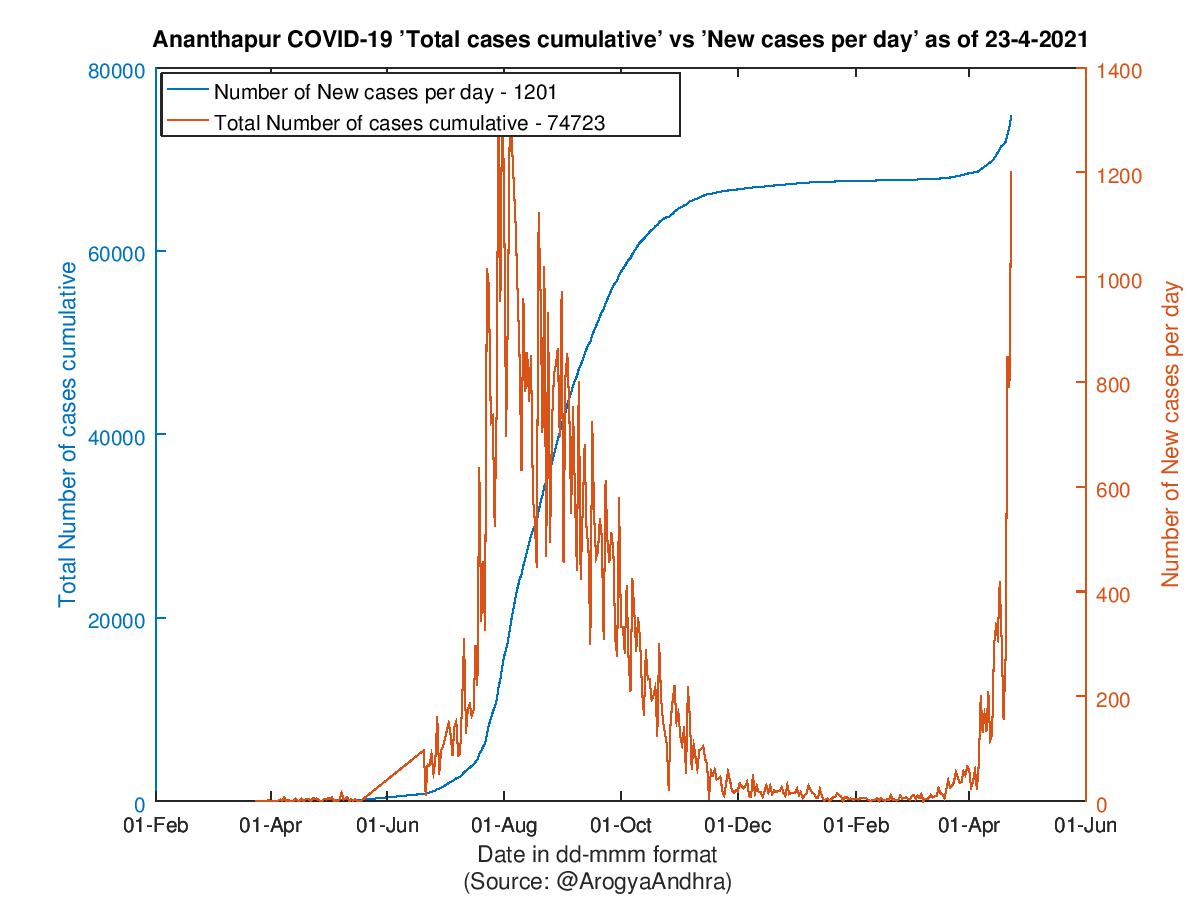 Ananthapur COVID-19 ’Total cases cumulative’ vs ’New cases per day’ as of 23-4-2021
Number of New cases per day - 1201
Total Number of cases cumulative - 74723
80000
60000
40000
20000
0
Total Number of cases cumulative
1400
1200
1000
800
600
400
200
0
Number of New cases per day
01-Feb 01-Apr 01-Jun 01-Aug 01-Oct 01-Dec 01-Feb 01-Apr 01-Jun
Date in dd-mmm format
(Source: @ArogyaAndhra)